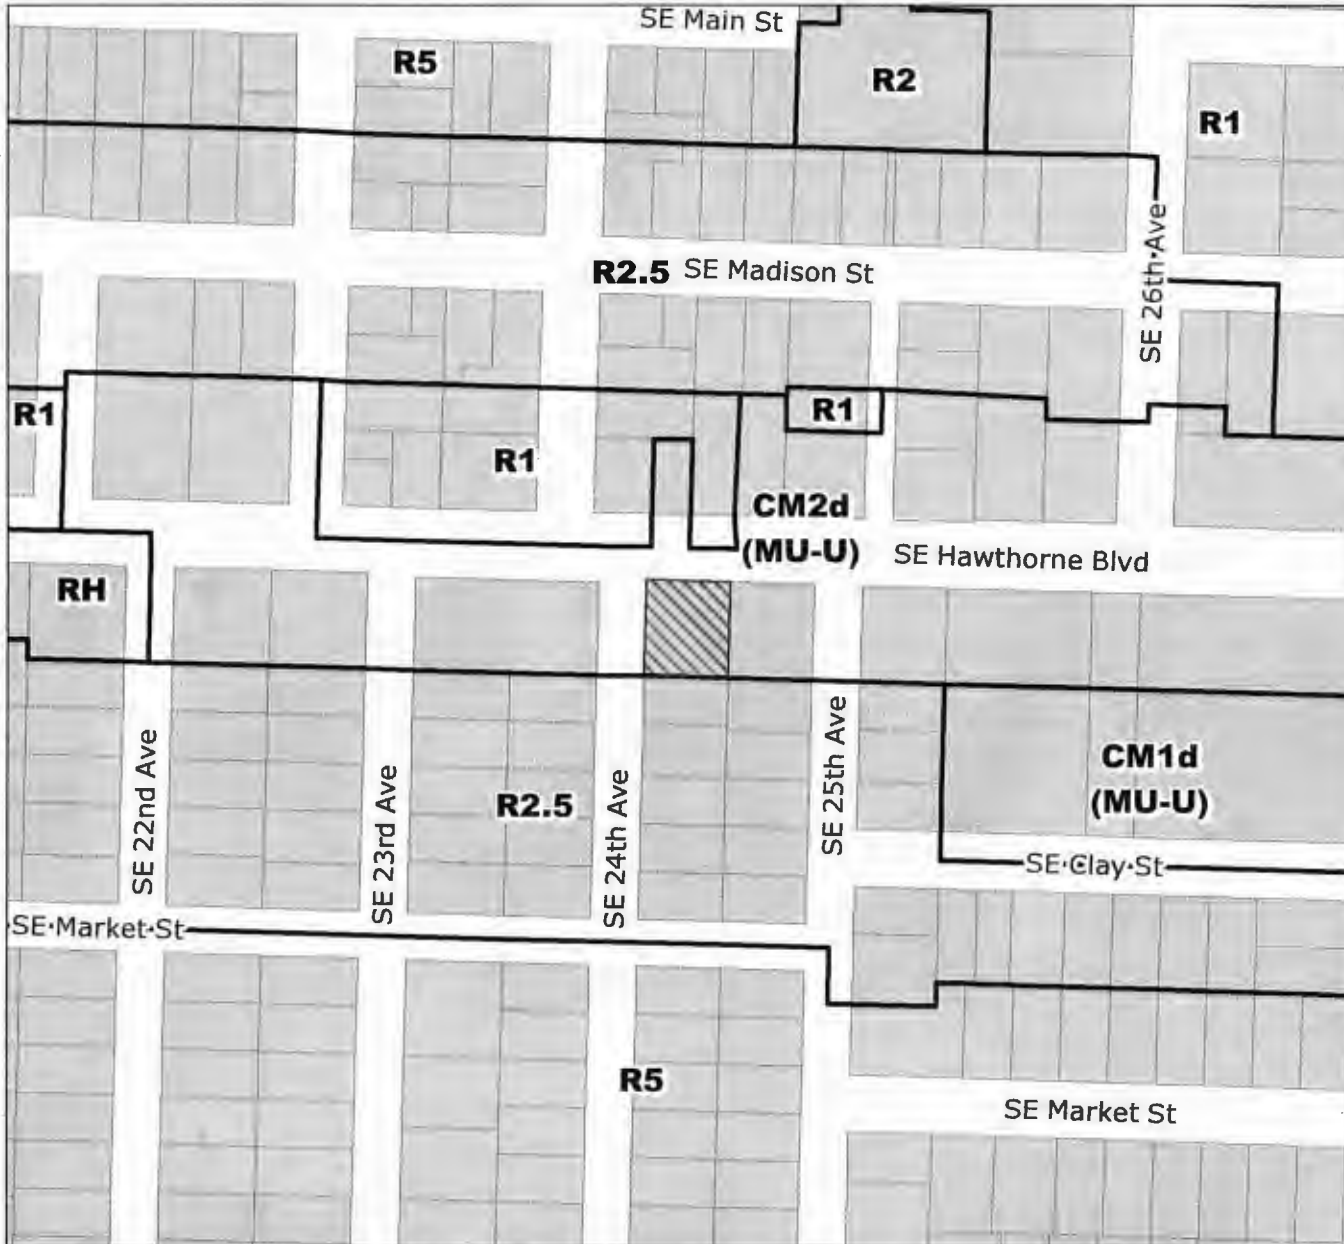 SE Main St
R5
R2
R1
SE 26th Ave
R2.5
SE Madison St
R1
R1
R1
CM2d
(MU-U)
SE Hawthorne Blvd
RH
SE 22nd Ave
SE 23rd Ave
R2.5
SE 24th Ave
SE 25th Ave
CM1d
(MU-U)
SE Clay St
SE Market St
R5
SE Market St